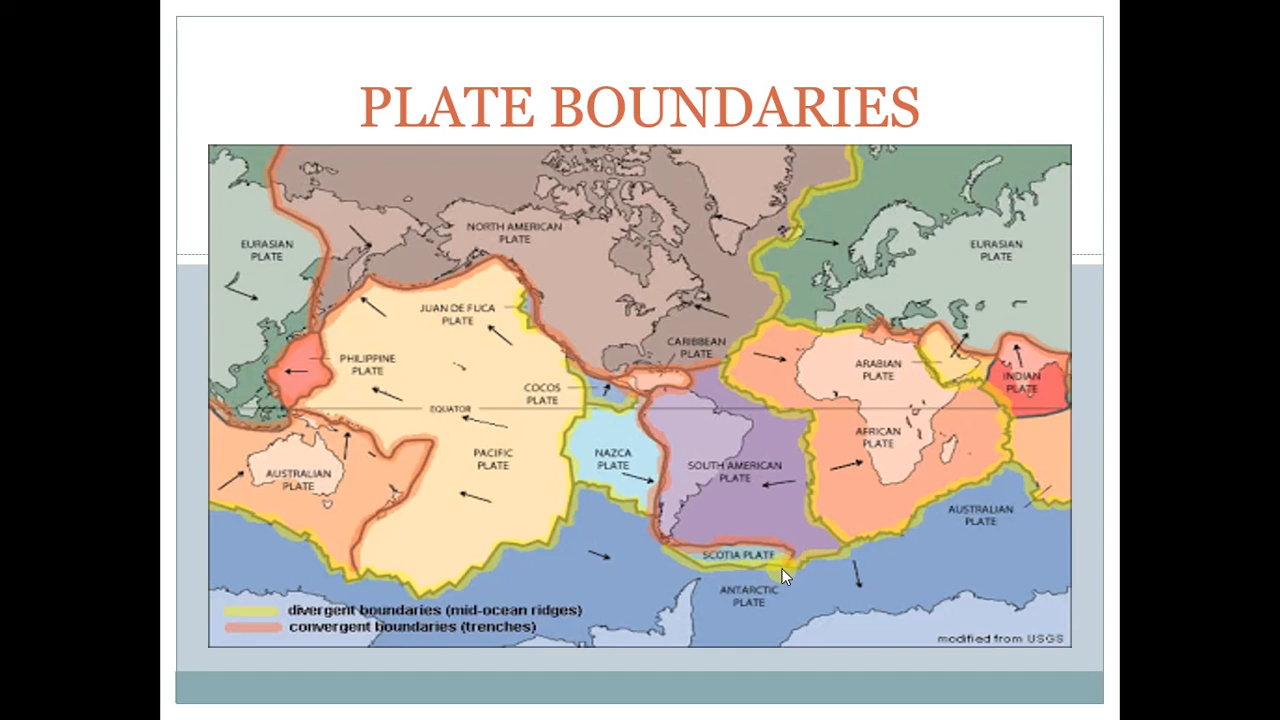 PLATE BOUNDARIES
NORTH AMERICAN
PLATE
EURASIAN
PLATE
EURASIAN
PLATE
JUAN DE FUCA
PLATE
CARIBBEAN
PLATE
PHILIPPINE
PLATE
ARABIAN
PLATE
INDIAN
PLATE
COCOS
PLATE
EQUATOR
AFRICAN
PLATE
PACIFIC
PLATE
NAZCA
PLATE
SOUTH AMERICAN
PLATE
AUSTRALIAN
PLATE
AUSTRALIAN
PLATE
SCOTIA PLATE
ANTARCTIC
PLATE
divergent boundaries (mid-ocean ridges)
convergent boundaries (trenches)
modified from USGS